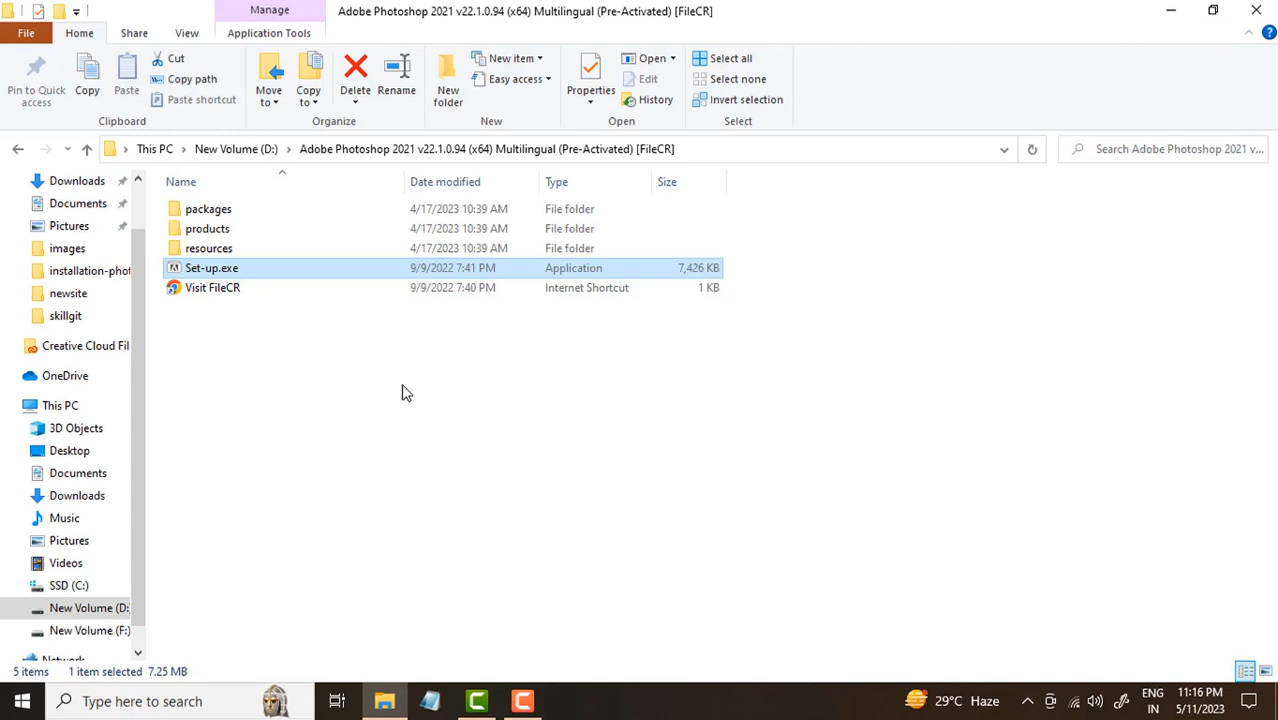 Manage
Adobe Photoshop 2021 v22.1.0.94 (x64) Multilingual (Pre-Activated) [FileCR]
File
Home
Share
View
Application Tools
Pin to Quick access
Copy
Paste
Cut
Copy path
Paste shortcut
Clipboard
Move to
Copy to
Delete
Rename
Organize
New folder
New item
Easy access
New
Properties
Open
Edit
History
Open
Select all
Select none
Invert selection
Select
This PC
New Volume (D:)
Adobe Photoshop 2021 v22.1.0.94 (x64) Multilingual (Pre-Activated) [FileCR]
Search Adobe Photoshop 2021 v...
Name
Date modified
Type
Size
packages 4/17/2023 10:39 AM File folder
products 4/17/2023 10:39 AM File folder
resources 4/17/2023 10:39 AM File folder
Set-up.exe 9/9/2022 7:41 PM Application 7,426 KB
Visit FileCR 9/9/2022 7:40 PM Internet Shortcut 1 KB
Downloads
Documents
Pictures
images
installation-phot
newsite
skillgit
Creative Cloud Fil
OneDrive
This PC
3D Objects
Desktop
Documents
Downloads
Music
Pictures
Videos
SSD (C:)
New Volume (D:
New Volume (F:)
Network
5 items
1 item selected 7.25 MB
Type here to search
29°C Haze
ENG
IN
11:16 PM
5/11/2023